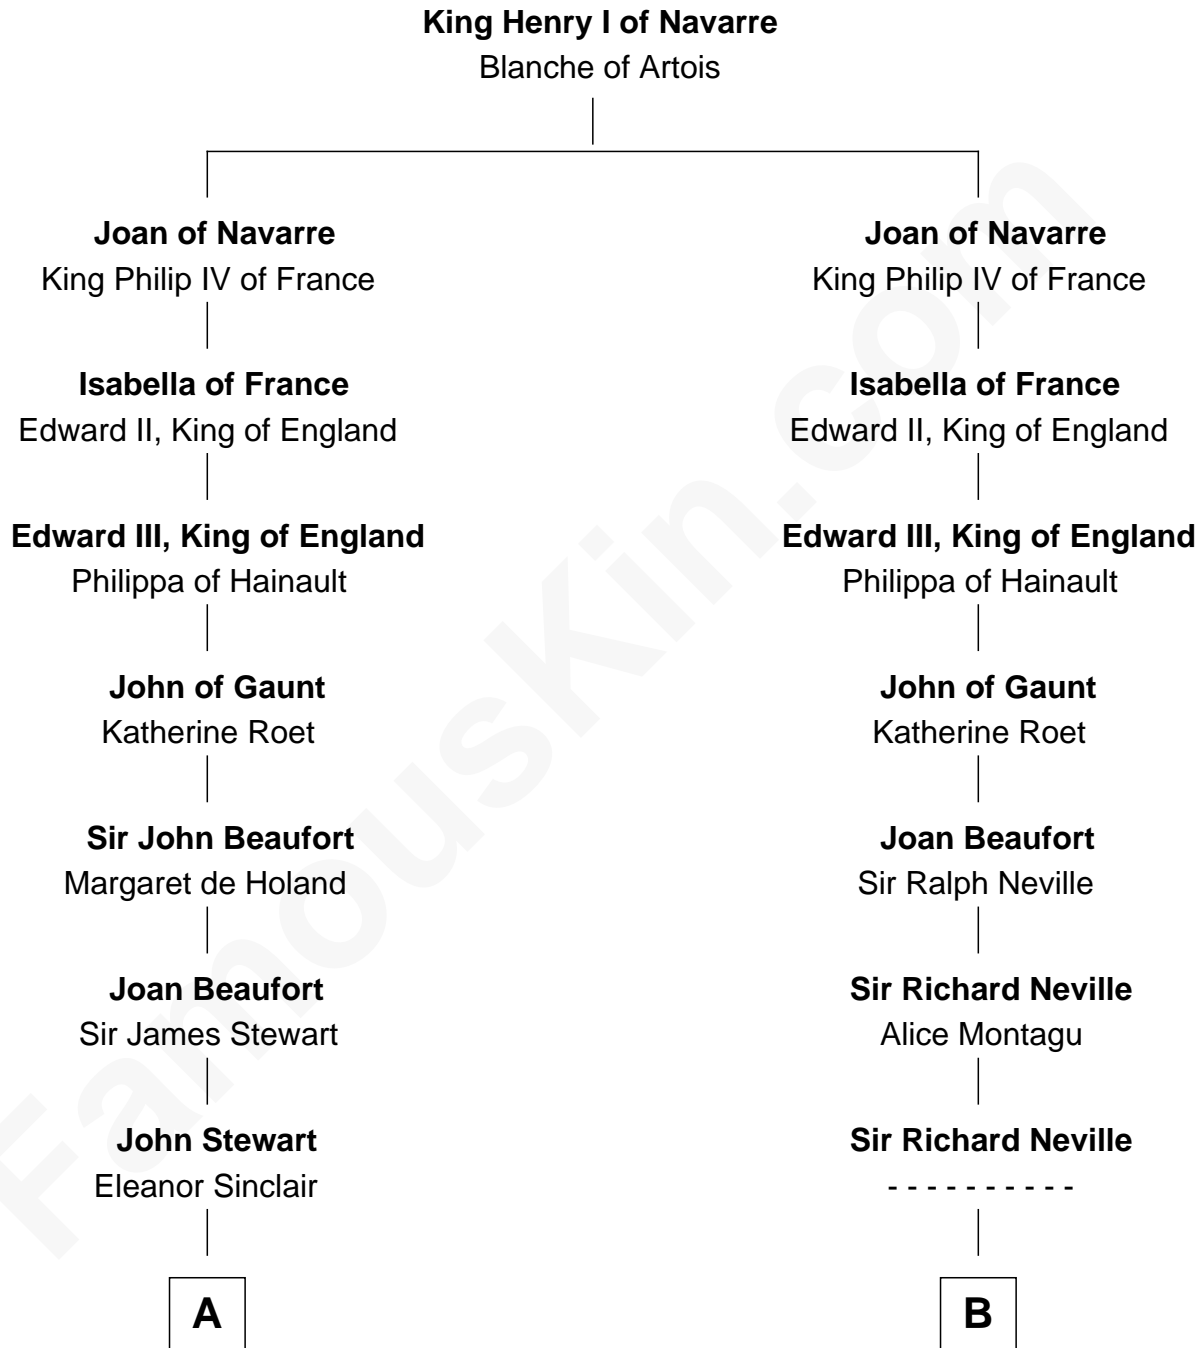 King Henry I of Navarre
Blanche of Artois
Joan of Navarre
King Philip IV of France
Isabella of France
Edward II, King of England
Edward III, King of England
Philippa of Hainault
John of Gaunt
Katherine Roet
Sir John Beaufort
Margaret de Holand
Joan Beaufort
Sir James Stewart
John Stewart
Eleanor Sinclair
A
Joan of Navarre
King Philip IV of France
Isabella of France
Edward II, King of England
Edward III, King of England
Philippa of Hainault
John of Gaunt
Katherine Roet
Joan Beaufort
Sir Ralph Neville
Sir Richard Neville
Alice Montagu
Sir Richard Neville
- - - - - - - - - -
B
FamousKin.com